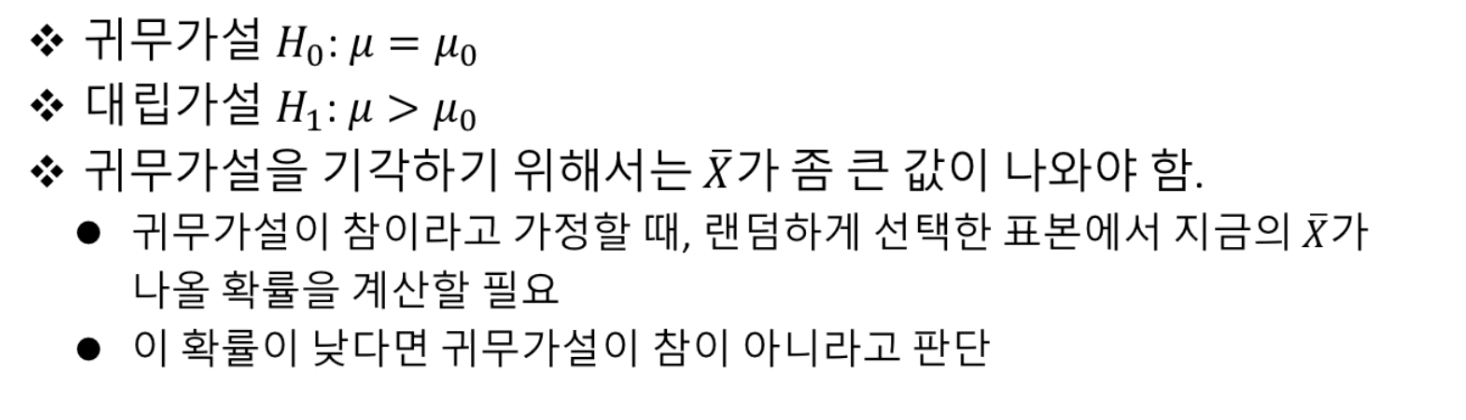 ❖ 귀무가설 H₀: μ = μ₀
❖ 대립가설 H₁: μ > μ₀
❖ 귀무가설을 기각하기 위해서는 X̄가 좀 큰 값이 나와야 함.
● 귀무가설이 참이라고 가정할 때, 랜덤하게 선택한 표본에서 지금의 X̄가
나올 확률을 계산할 필요
● 이 확률이 낮다면 귀무가설이 참이 아니라고 판단